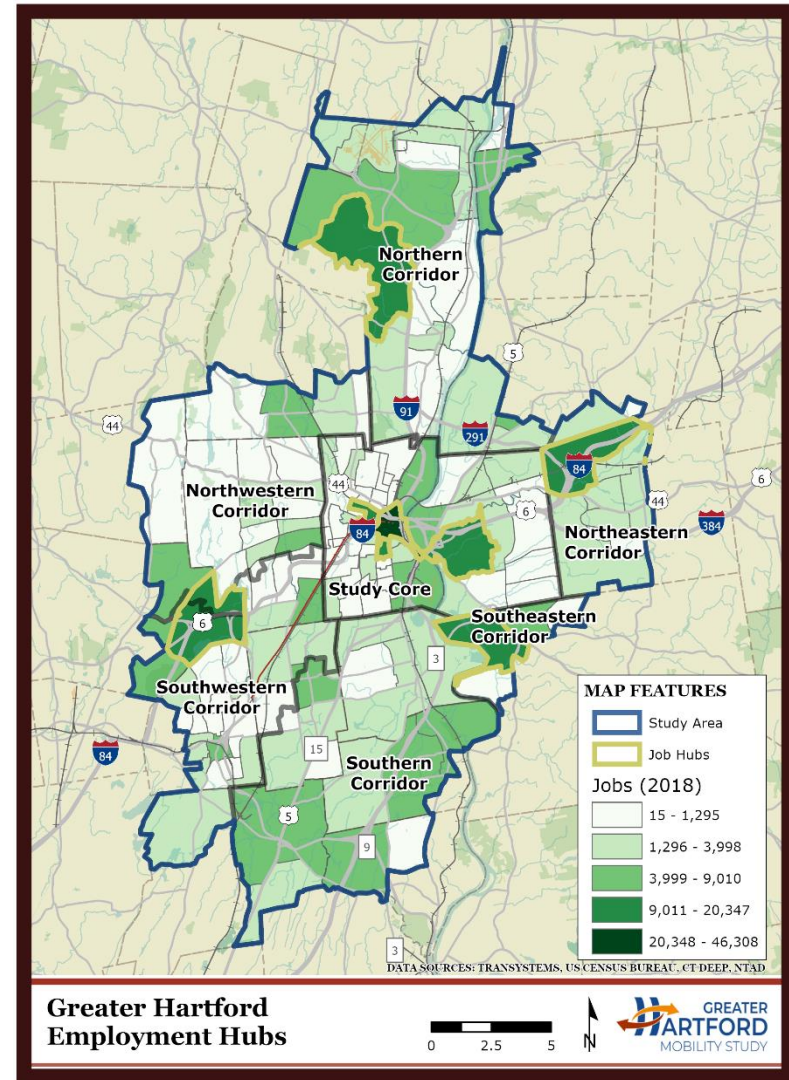 Northern
Corridor
5
91
291
44
84
44
6
Northwestern
Corridor
44
6
84
Northeastern
Corridor
384
Study Core
Southeastern
Corridor
6
3
Southwestern
Corridor
84
15
Southern
Corridor
5
9
3
MAP FEATURES
Study Area
Job Hubs
Jobs (2018)
15 - 1,295
1,296 - 3,998
3,999 - 9,010
9,011 - 20,347
20,348 - 46,308
DATA SOURCES: TRANSYSTEMS, US CENSUS BUREAU, CT DEEP, NTAD
Greater Hartford
Employment Hubs
0 2.5 5
N
GREATER
HARTFORD
MOBILITY STUDY